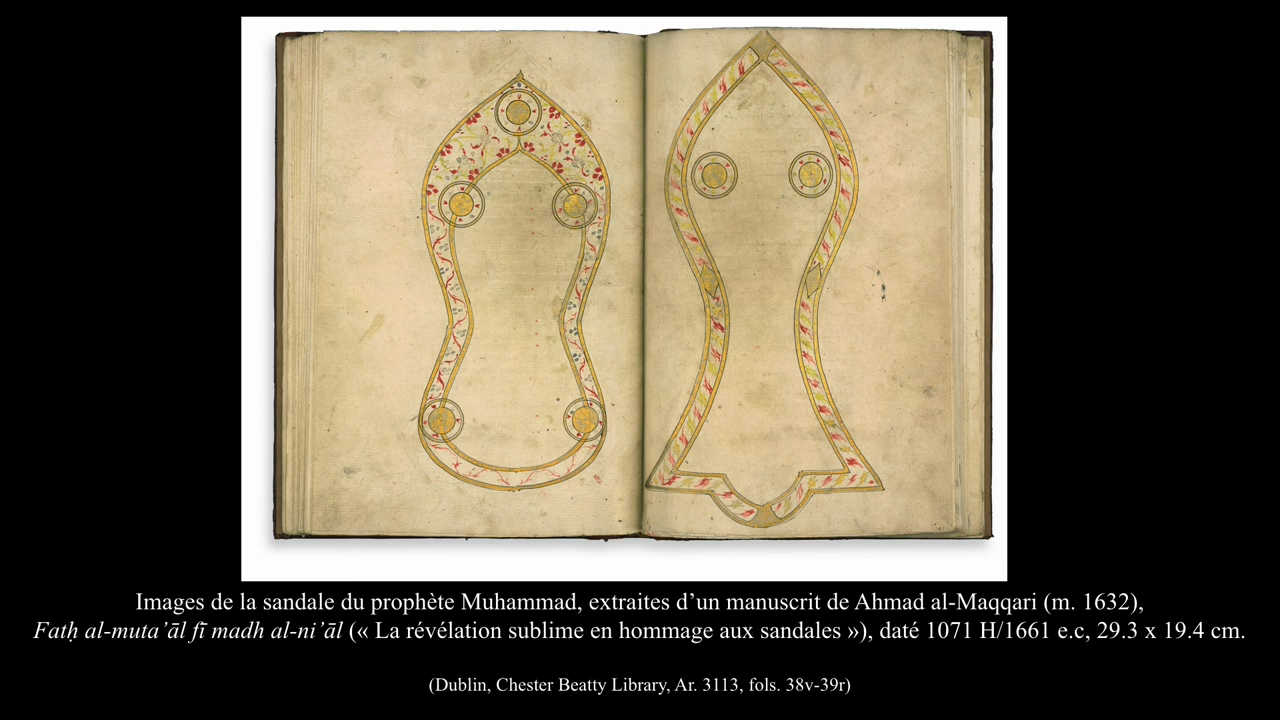 Images de la sandale du prophète Muhammad, extraites d’un manuscrit de Ahmad al-Maqqari (m. 1632),
Fatḥ al-muta’āl fī madh al-ni’āl (« La révélation sublime en hommage aux sandales »), daté 1071 H/1661 e.c, 29.3 x 19.4 cm.
(Dublin, Chester Beatty Library, Ar. 3113, fols. 38v-39r)